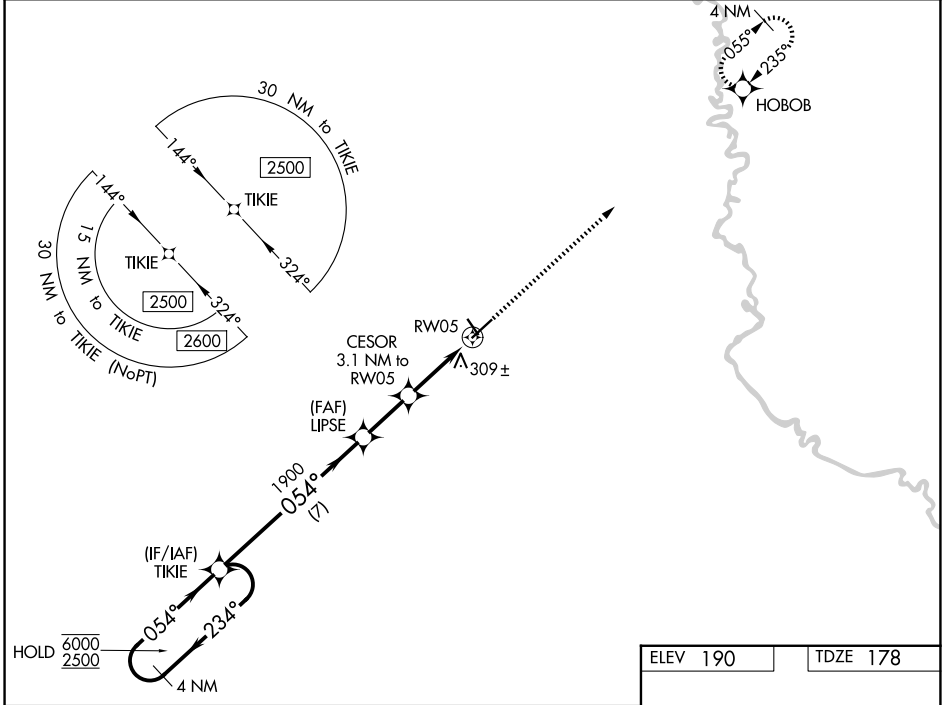 4 NM
055°
235°
HOBOB
30 NM to TIKIE
144°
2500
TIKIE
324°
144°
15 NM to TIKIE
TIKIE
2500
324°
2600
30 NM to TIKIE (NoPT)
RW05
CESOR
3.1 NM to
RW05
309±
(FAF)
LIPSE
1900
054°
(7)
(IF/IAF)
TIKIE
054°
234°
HOLD 6000
2500
4 NM
ELEV 190
TDZE 178